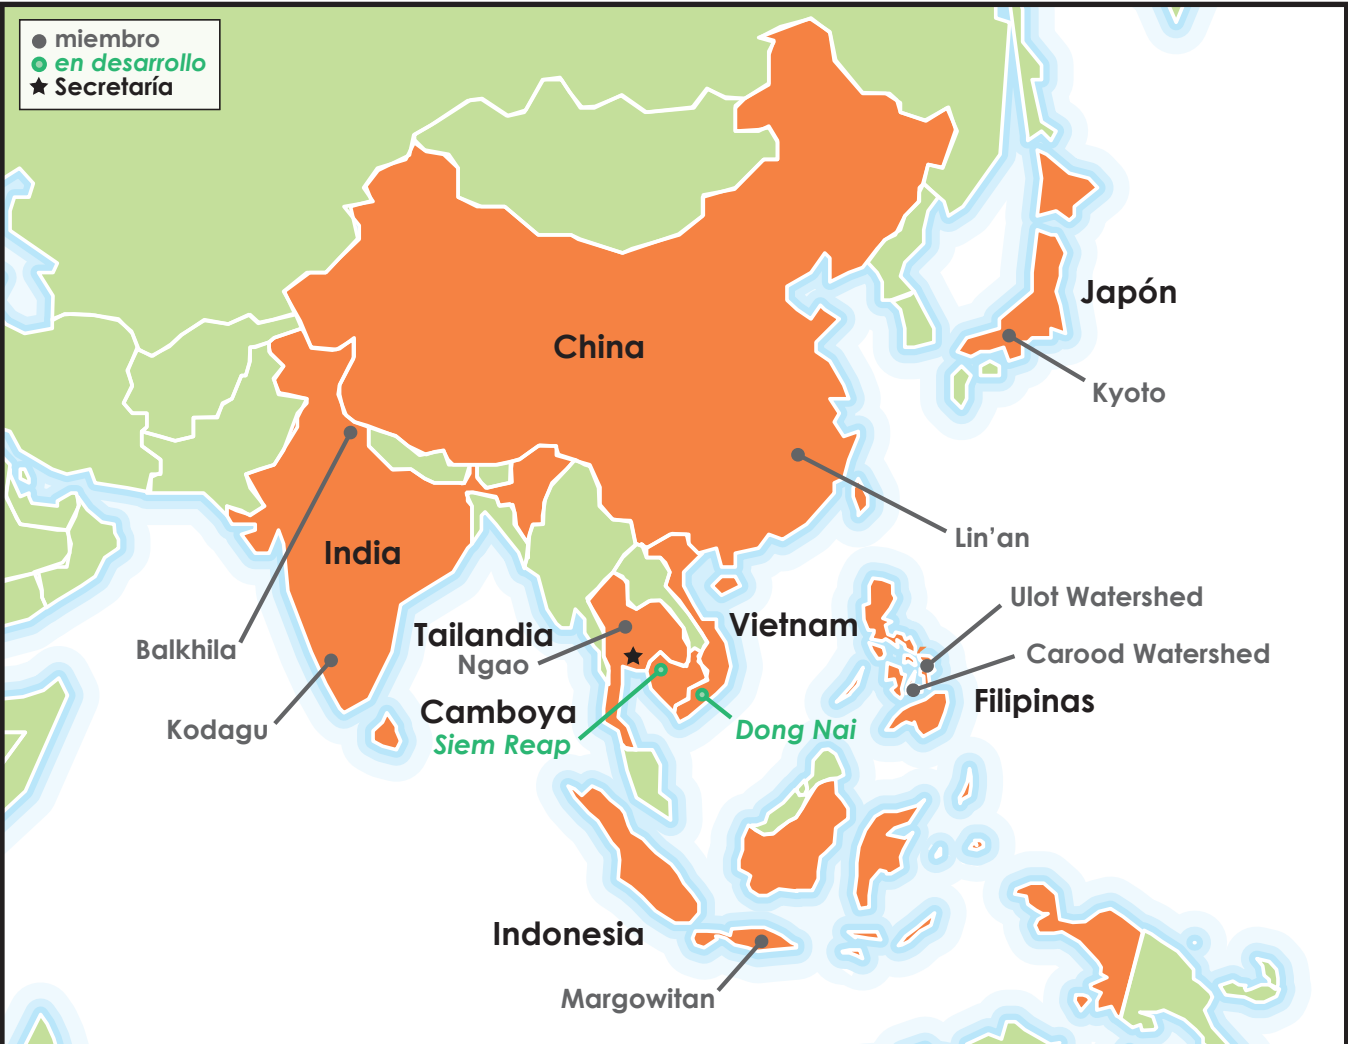 miembro
en desarrollo
Secretaría
Japón
China
Kyoto
Lin’an
India
Ulot Watershed
Vietnam
Tailandia
Balkhila
Carood Watershed
Ngao
Filipinas
Camboya
Kodagu
Dong Nai
Siem Reap
Indonesia
Margowitan